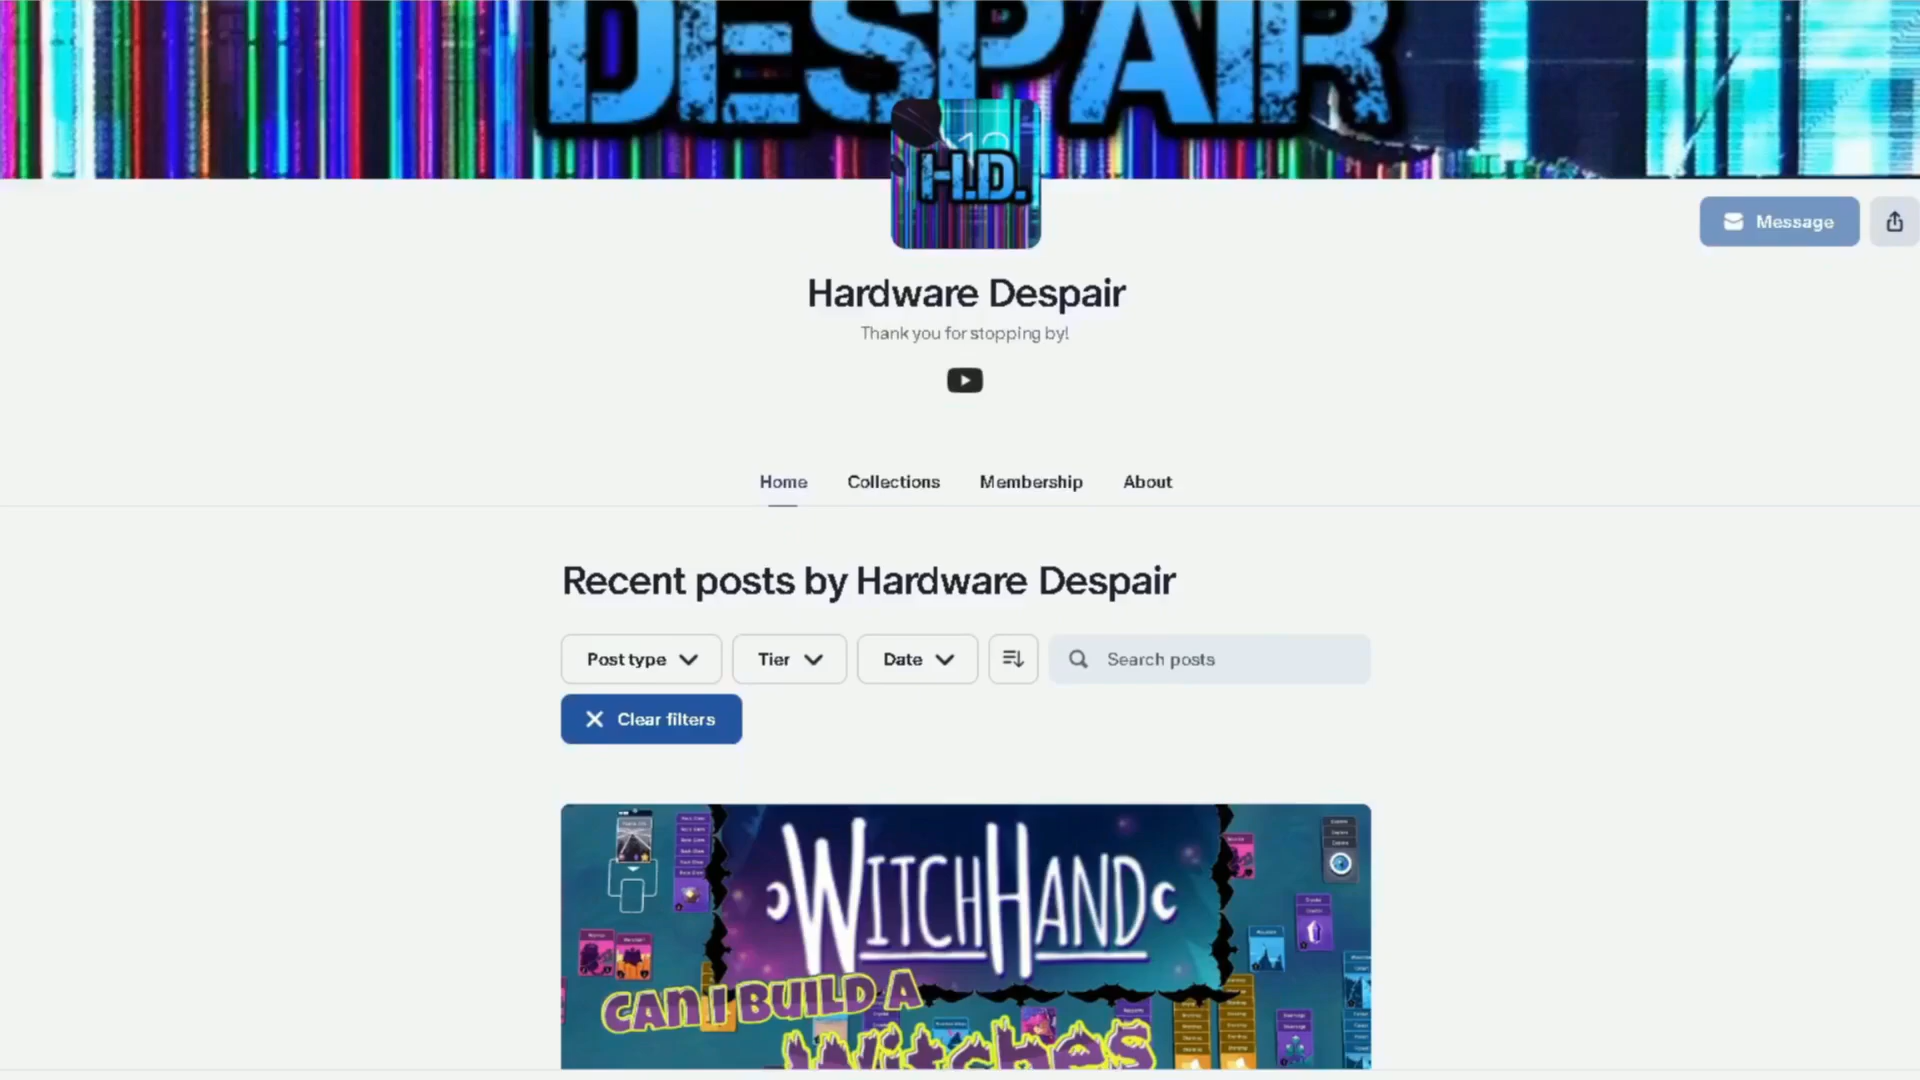 DESPAIR
H.D.
Message
Hardware Despair
Thank you for stopping by!
Home Collections Membership About
Recent posts by Hardware Despair
Post type Tier Date Search posts
Clear filters
WITCHHAND
CAN I BUILD A
Witches